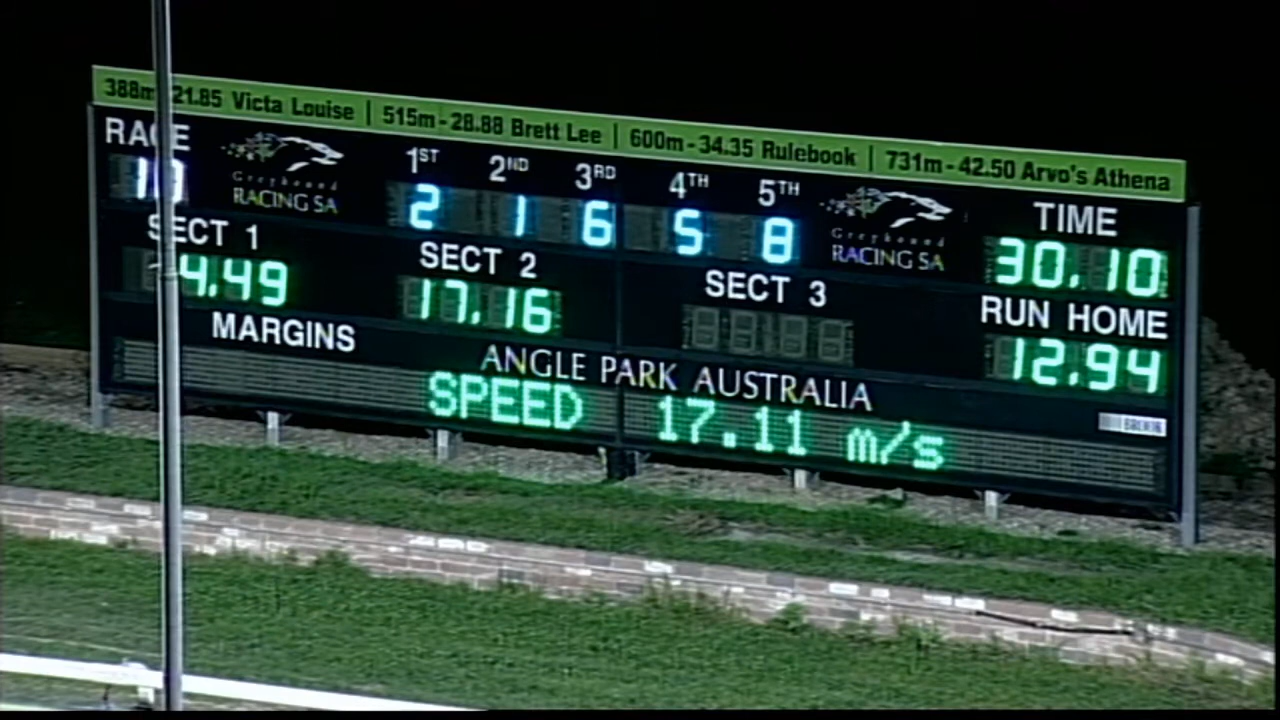 388m 21.85 Victa Louise | 515m - 28.88 Brett Lee | 600m - 34.35 Rulebook | 731m - 42.50 Arvo's Athena
RACE
Greyhound
RACING SA
1ST 2ND 3RD 4TH 5TH
2 1 6 5 8
Greyhound
RACING SA
TIME
30.10
SECT 1
4.49
SECT 2
17.16
SECT 3
RUN HOME
12.94
MARGINS
ANGLE PARK AUSTRALIA
SPEED 17.11 m/s